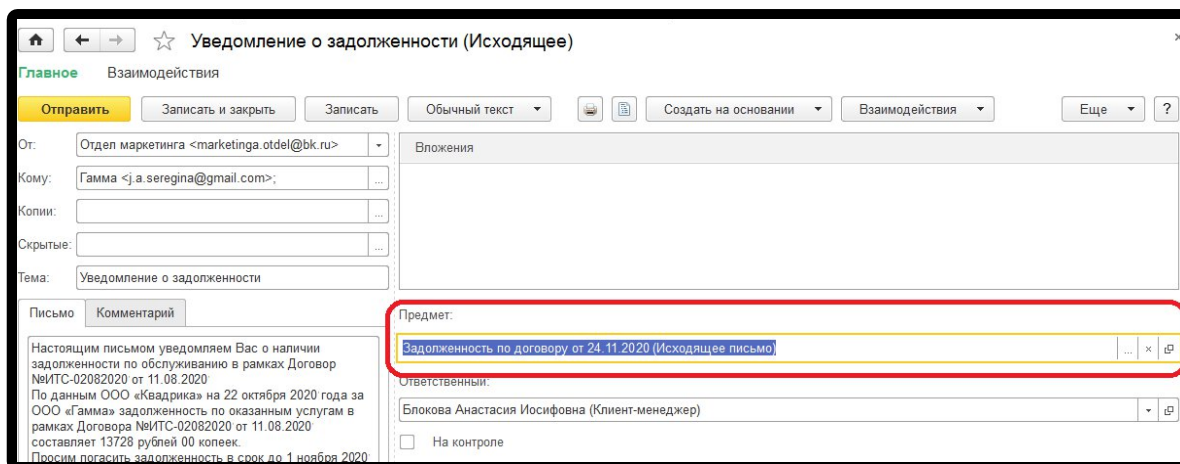 Уведомление о задолженности (Исходящее)
Главное Взаимодействия
Отправить Записать и закрыть Записать Обычный текст Создать на основании Взаимодействия Еще ?
От: Отдел маркетинга <marketinga.otdel@bk.ru>
Вложения
Кому: Гамма <j.a.seregina@gmail.com>;
Копии:
Скрытые:
Тема: Уведомление о задолженности
Письмо Комментарий
Настоящим письмом уведомляем Вас о наличии
задолженности по обслуживанию в рамках Договор
№ИТС-02082020 от 11.08.2020
По данным ООО «Квадрика» на 22 октября 2020 года за
ООО «Гамма» задолженность по оказанным услугам в
рамках Договора №ИТС-02082020 от 11.08.2020
составляет 13728 рублей 00 копеек.
Просим погасить задолженность в срок до 1 ноября 2020
Предмет:
Задолженность по договору от 24.11.2020 (Исходящее письмо)
Ответственный:
Блокова Анастасия Иосифовна (Клиент-менеджер)
На контроле